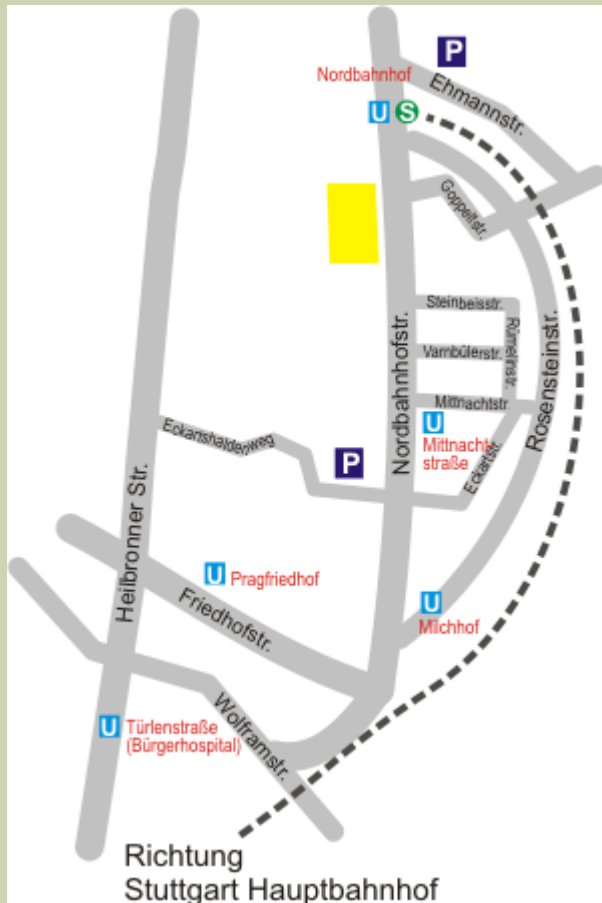 P
Nordbahnhof
Ehmannstr.
U S
Goppeltstr.
Steinbeisstr.
Rümelinstr.
Varnbülerstr.
Nordbahnhofstr.
Rosensteinstr.
Mittnachtstr.
U
Mittnacht-
straße
Eckartstr.
Eckartshaldenweg
P
Heilbronner Str.
U Pragfriedhof
Friedhofstr.
U
Milchhof
Wolframstr.
U Türlenstraße
(Bürgerhospital)
Richtung
Stuttgart Hauptbahnhof